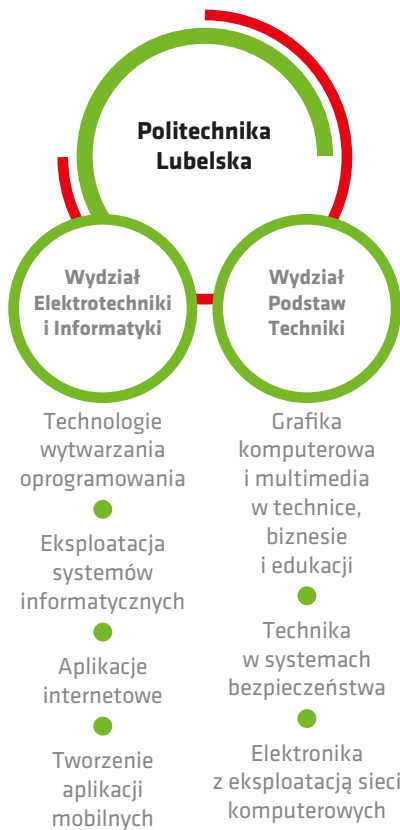 Politechnika
Lubelska
Wydział
Elektrotechniki
i Informatyki
Wydział
Podstaw
Techniki
Technologie
wytwarzania
oprogramowania
Eksploatacja
systemów
informatycznych
Aplikacje
internetowe
Tworzenie
aplikacji
mobilnych
Grafika
komputerowa
i multimedia
w technice,
biznesie
i edukacji
Technika
w systemach
bezpieczeństwa
Elektronika
z eksploatacją sieci
komputerowych